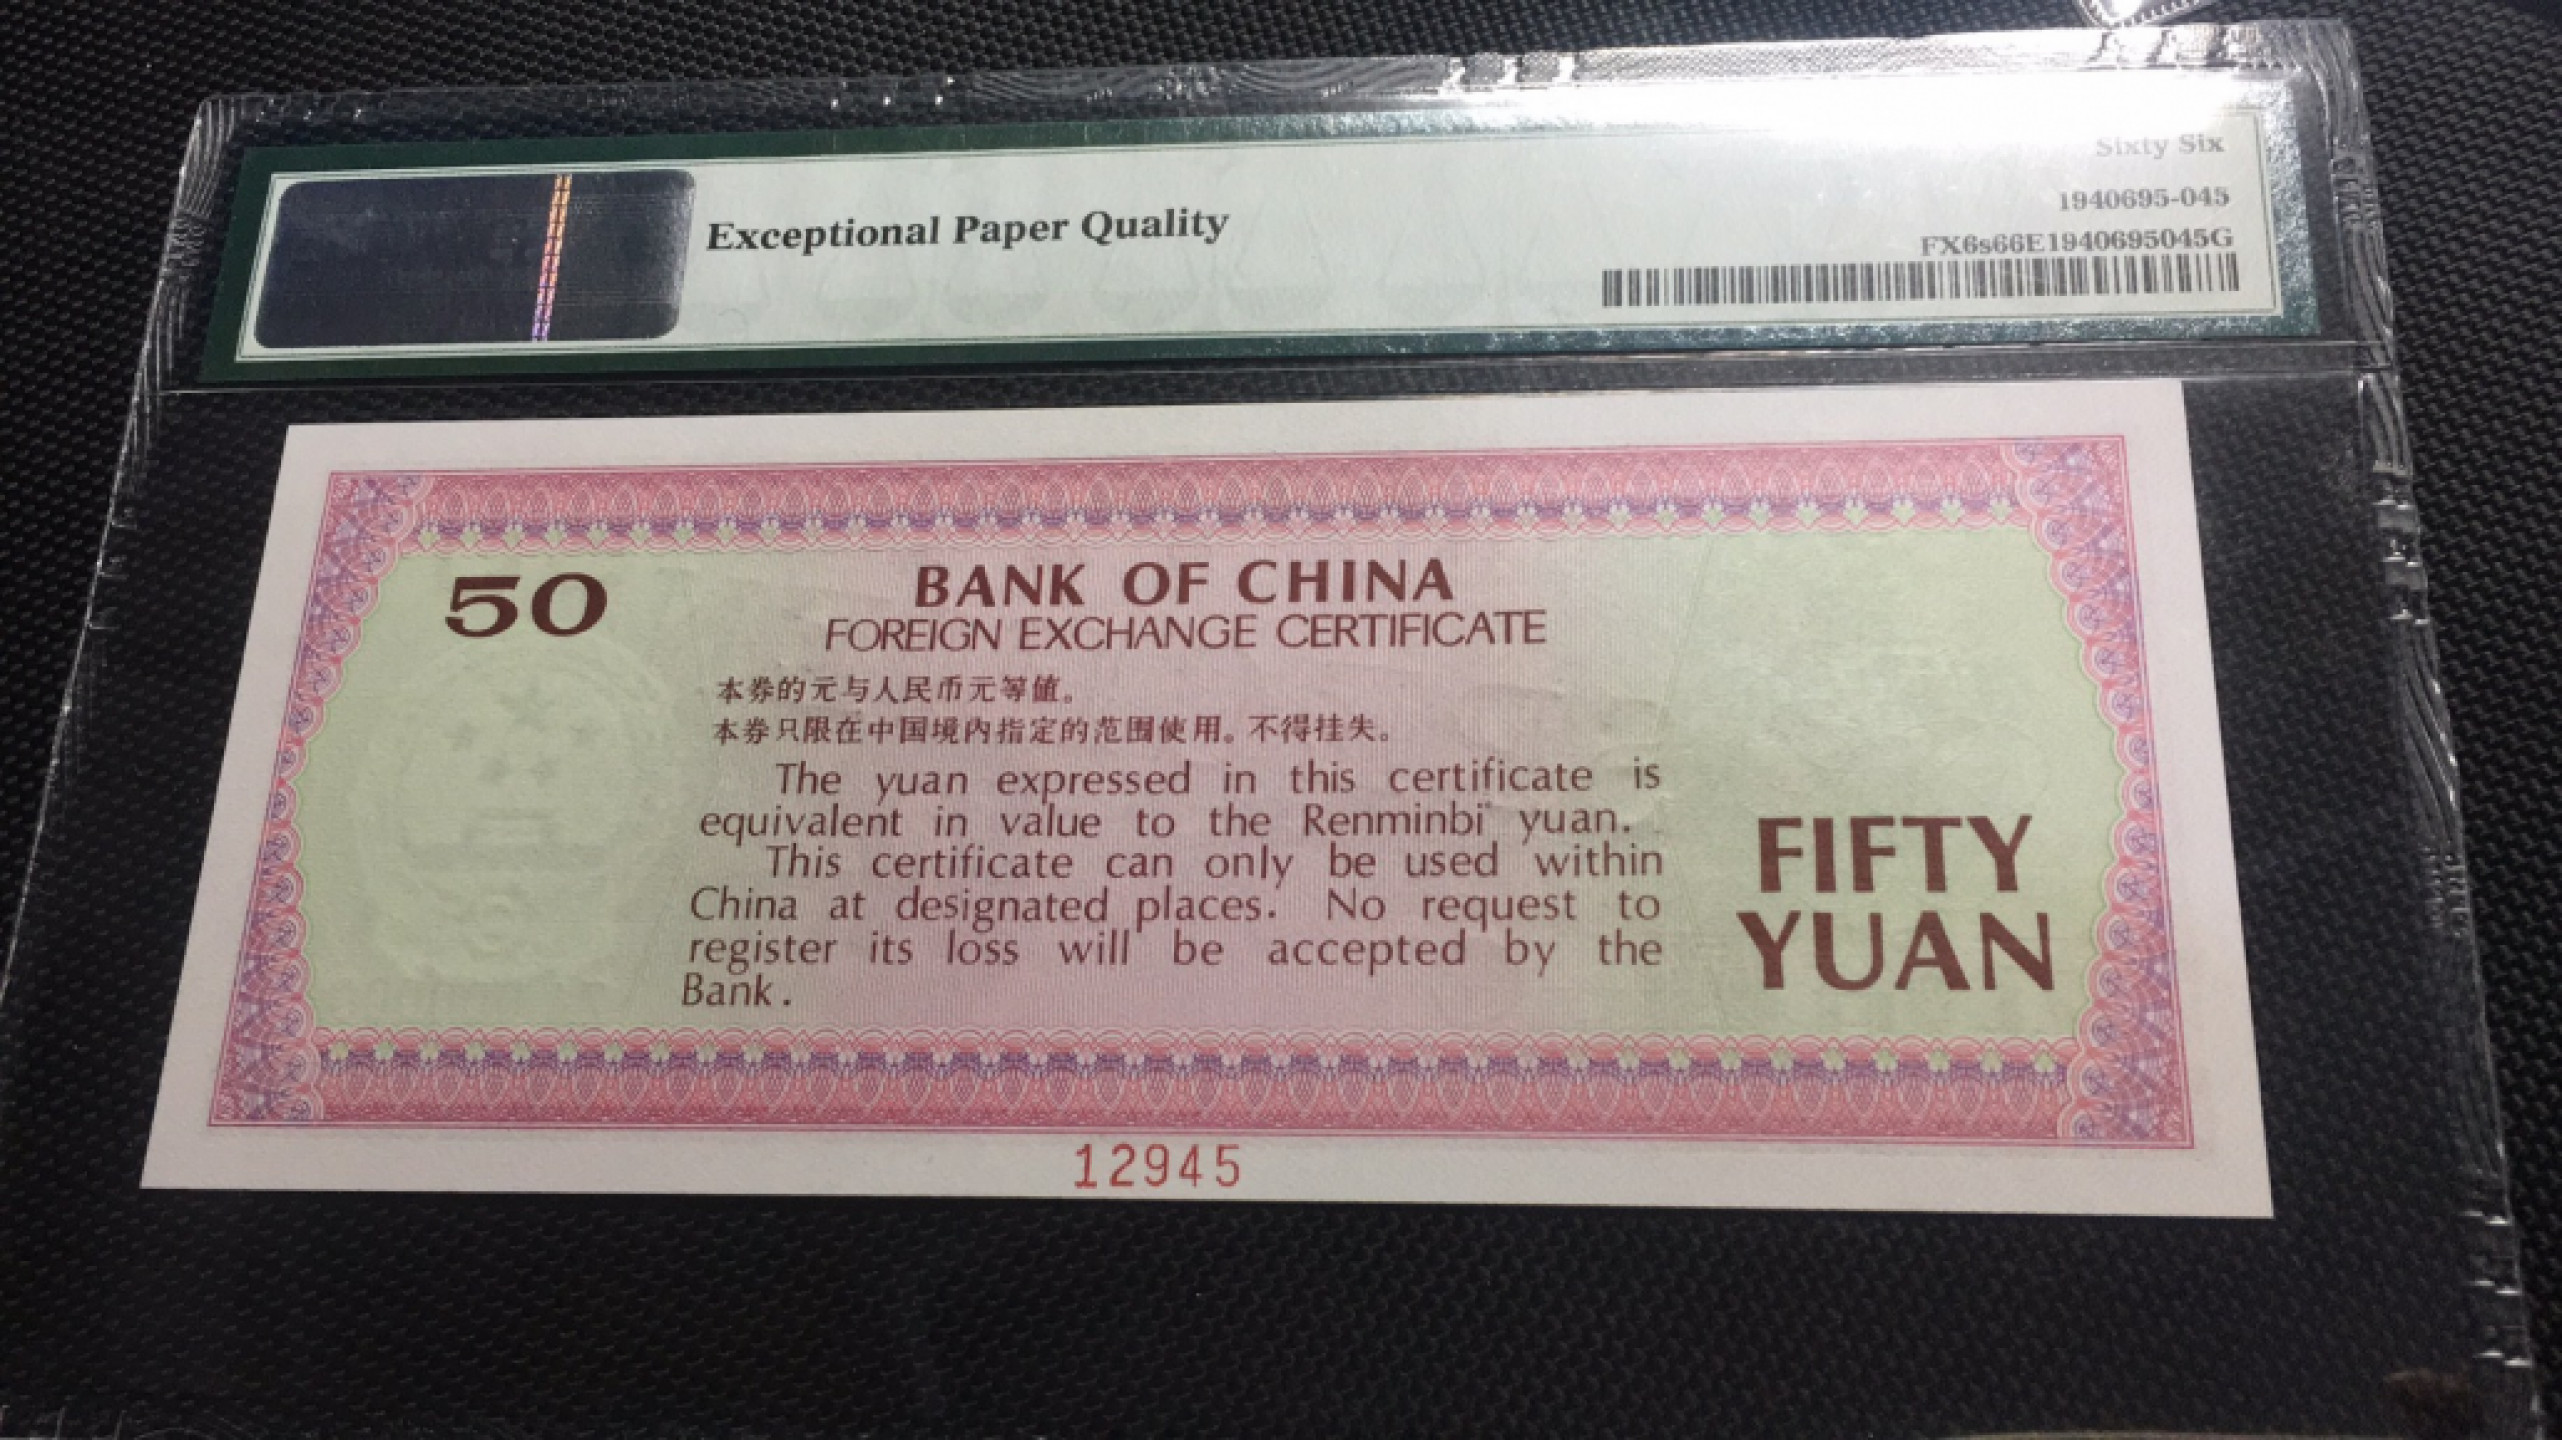 Sixty Six
1940695-045
Exceptional Paper Quality
FX6s66E1940695045G
50
BANK OF CHINA
FOREIGN EXCHANGE CERTIFICATE
本券的元与人民币元等值。
本券只限在中国境内指定的范围使用。不得挂失。
The yuan expressed in this certificate is
equivalent in value to the Renminbi yuan.
This certificate can only be used within
China at designated places. No request to
register its loss will be accepted by the
Bank.
FIFTY
YUAN
12945